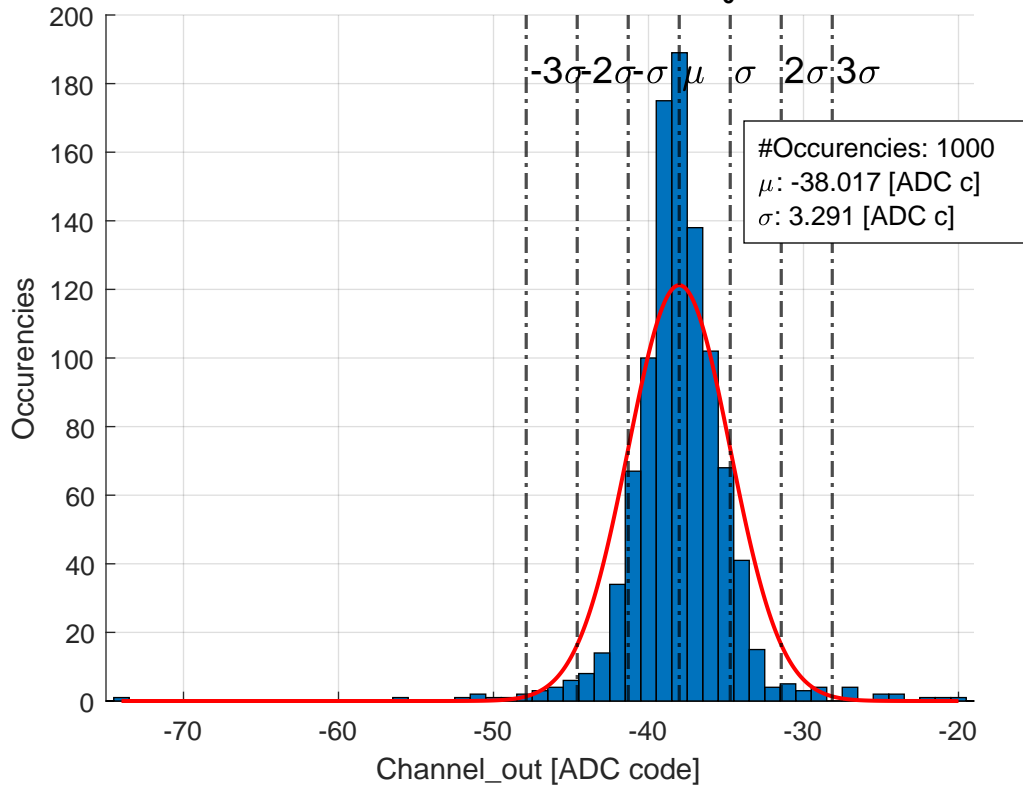 200
180
160
140
120
100
80
60
40
20
0
Occurencies
-3σ -2σ -σ μ σ 2σ 3σ
#Occurencies: 1000
μ: -38.017 [ADC c]
σ: 3.291 [ADC c]
-70 -60 -50 -40 -30 -20
Channel_out [ADC code]